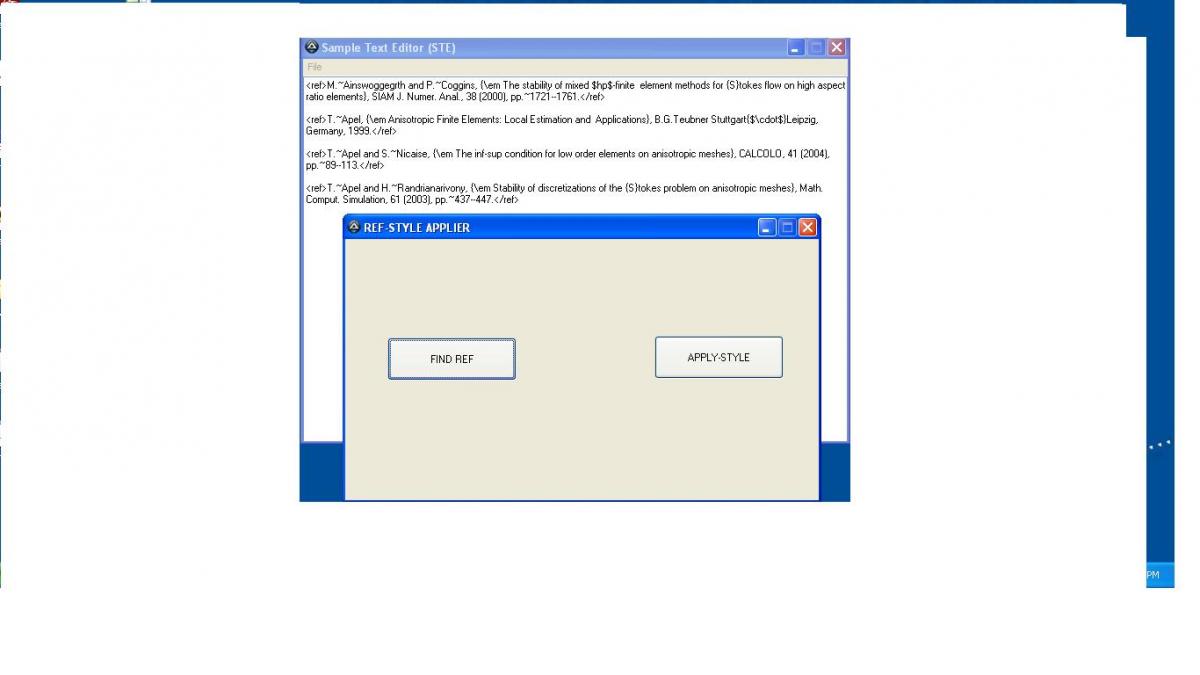 Sample Text Editor (STE)
File
<ref>M.~Ainswoggegrth and P.~Coggins, {\em The stability of mixed $hp$-finite  element methods for {S}tokes flow on high aspect
ratio elements}, SIAM J. Numer. Anal., 38 (2000), pp.~1721--1761.</ref>
<ref>T.~Apel, {\em Anisotropic Finite Elements: Local Estimation and  Applications}, B.G.Teubner Stuttgart{$\cdot$}Leipzig,
Germany, 1999.</ref>
<ref>T.~Apel and S.~Nicaise, {\em The inf-sup condition for low order elements on anisotropic meshes}, CALCOLO, 41 (2004),
pp.~89--113.</ref>
<ref>T.~Apel and H.~Randrianarivony, {\em Stability of discretizations of the {S}tokes problem on anisotropic meshes}, Math.
Comput. Simulation, 61 (2003), pp.~437--447.</ref>
REF-STYLE APPLIER
FIND REF
APPLY-STYLE
PM